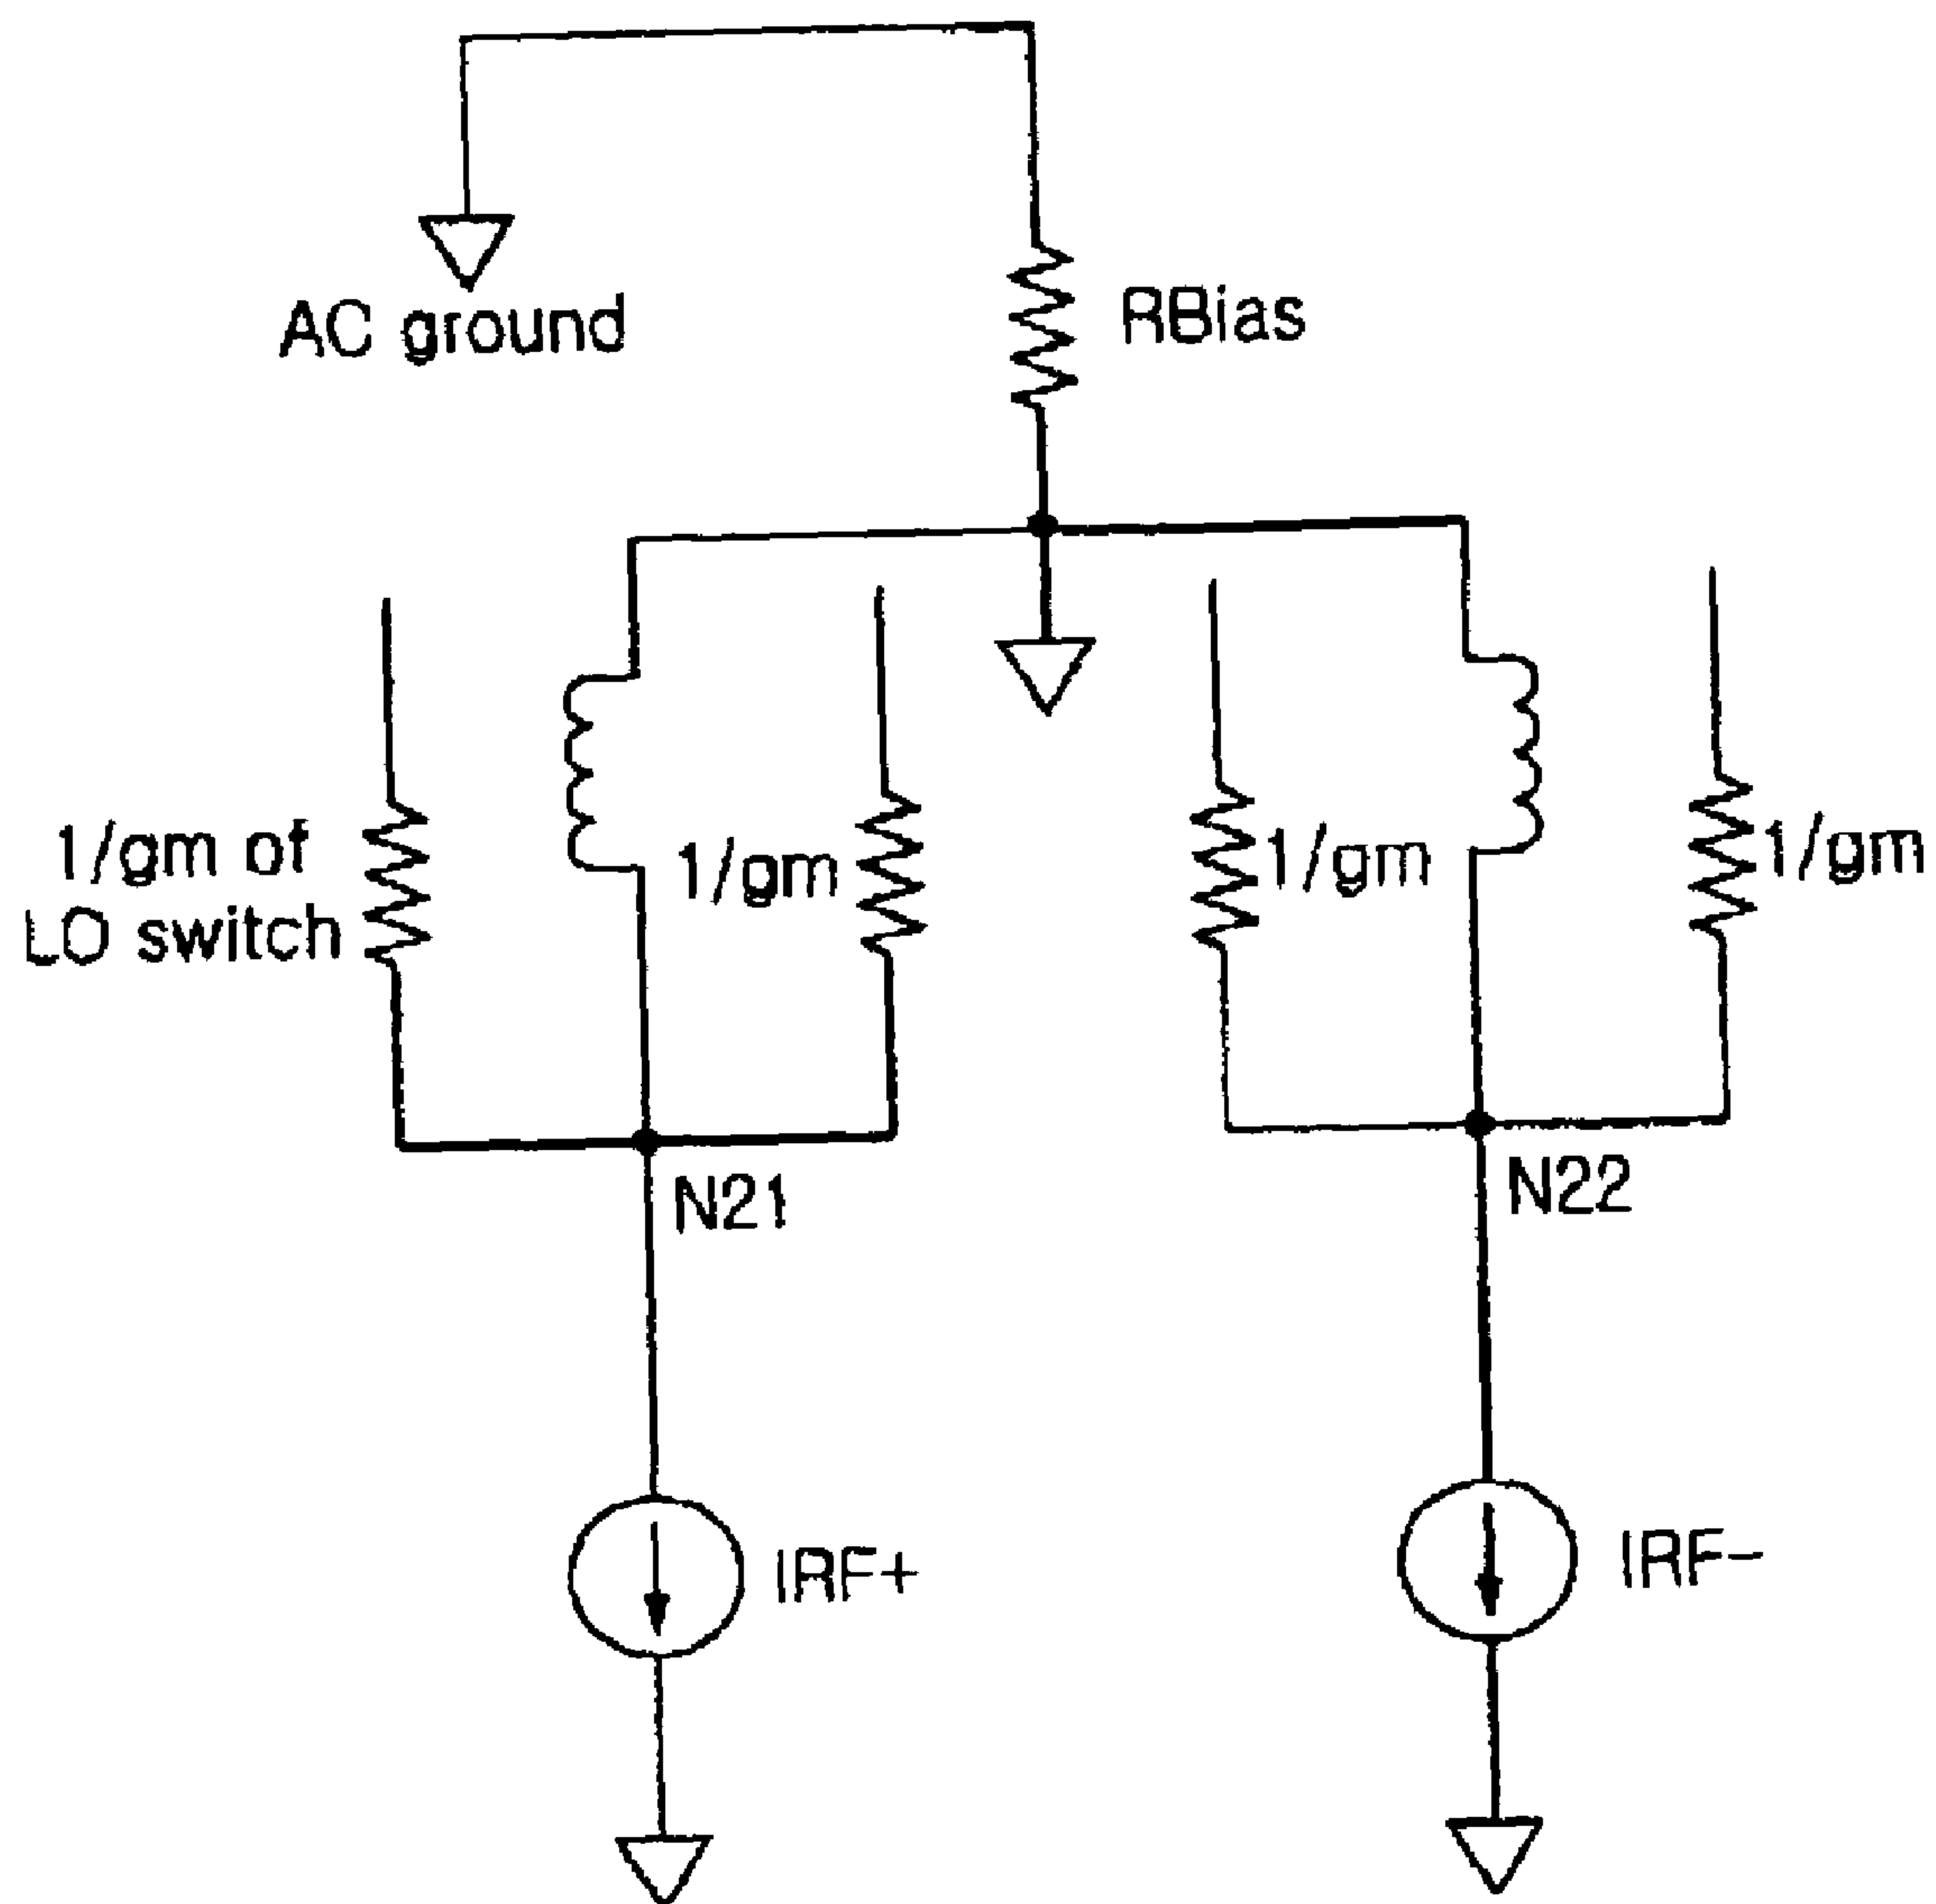 AC ground
RBias
1/gm of
LO switch
1/gm
1/gm
1/gm
N21
N22
IRF+
IRF−